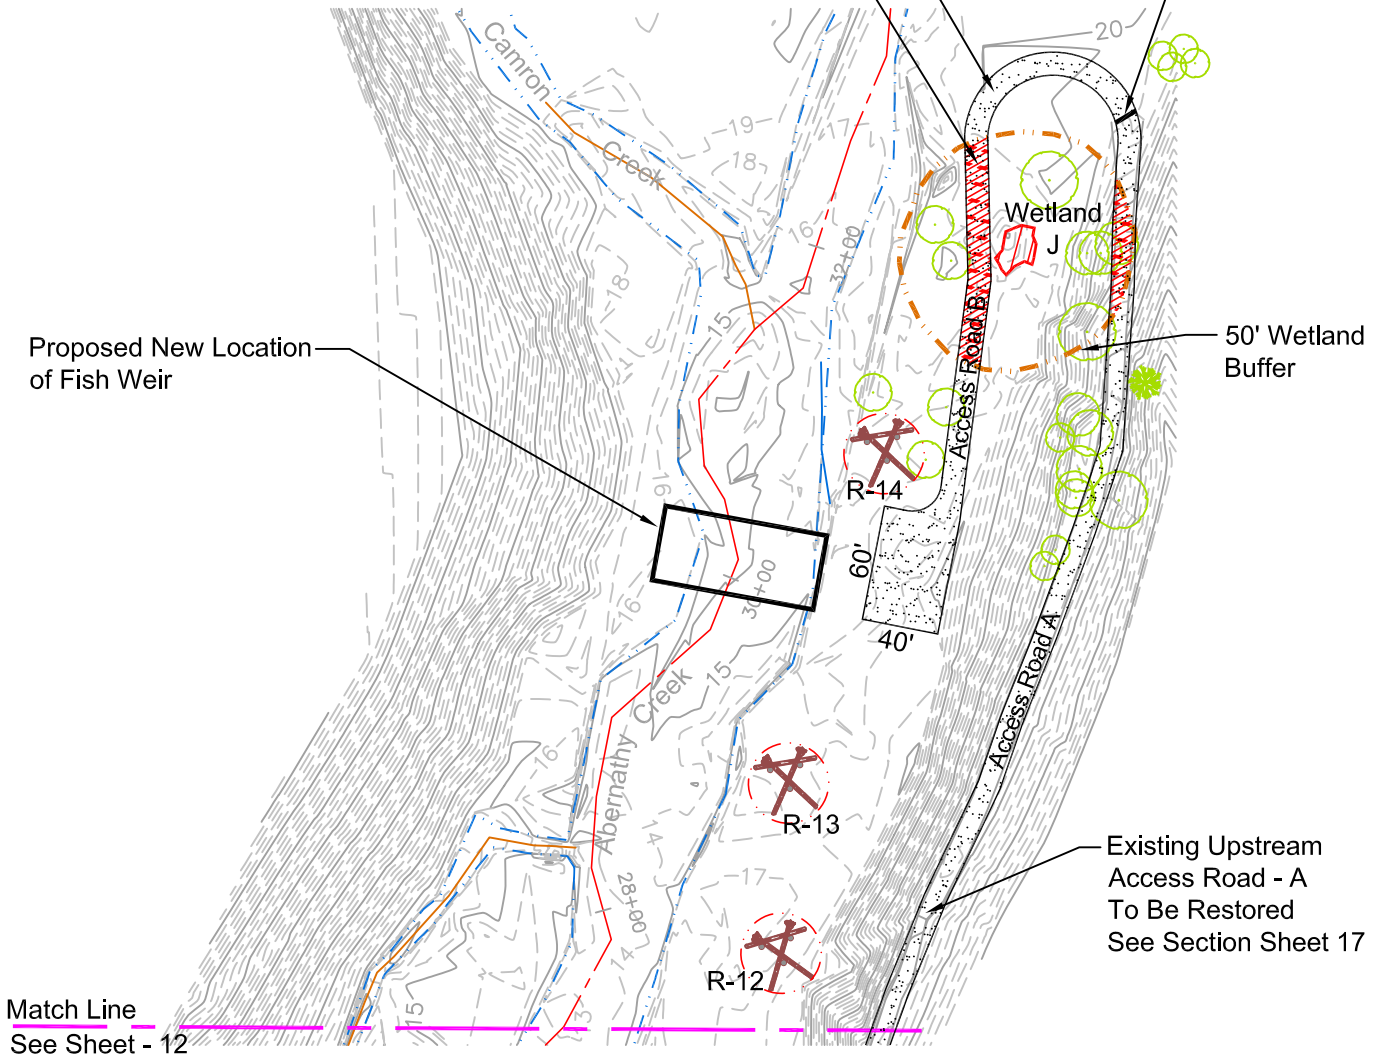 20
Camron
Creek
19
18
17
16
32+00
18
15
Wetland
J
Access Road B
50' Wetland
Buffer
Proposed New Location
of Fish Weir
R-14
16
60'
40'
30+00
16
15
Access Road A
Abernathy Creek
16
R-13
14
17
28+00
Existing Upstream
Access Road - A
To Be Restored
See Section Sheet 17
R-12
14
13
15
Match Line
See Sheet - 12